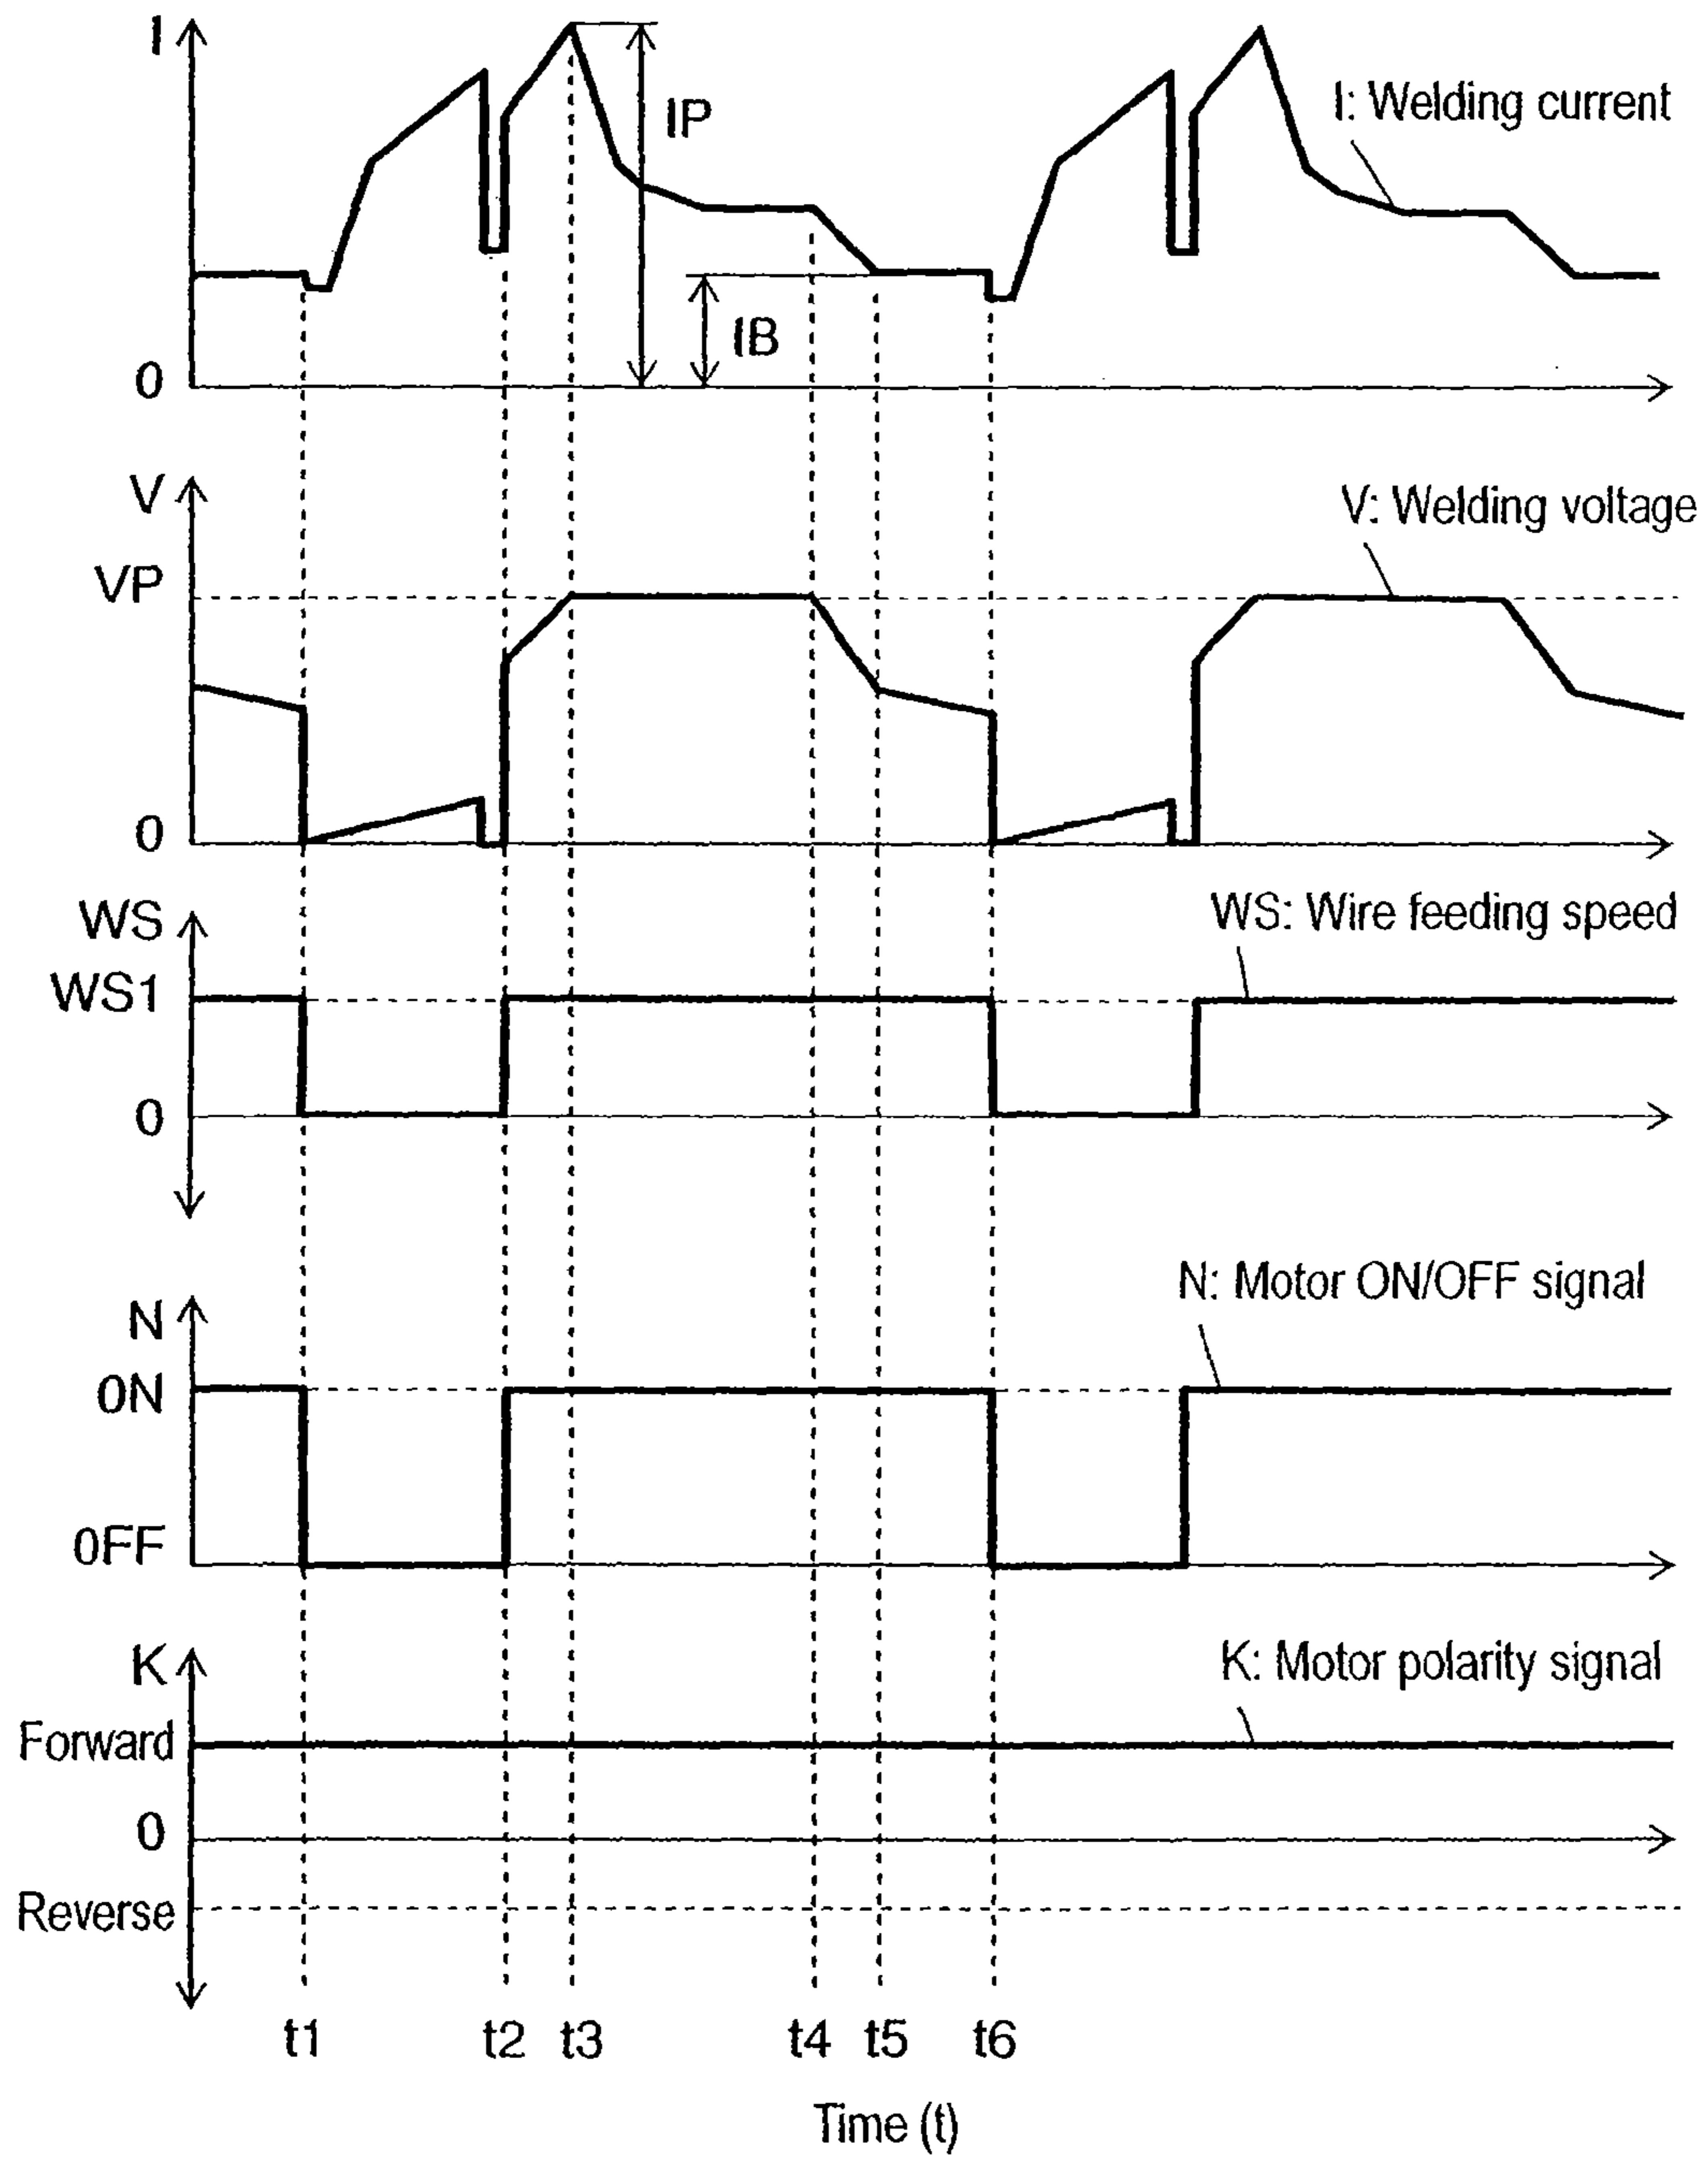 I
I: Welding current
IP
IB
0
V
V: Welding voltage
VP
0
WS
WS: Wire feeding speed
WS1
0
N: Motor ON/OFF signal
N
ON
OFF
K
K: Motor polarity signal
Forward
0
Reverse
t1 t2 t3 t4 t5 t6
Time (t)